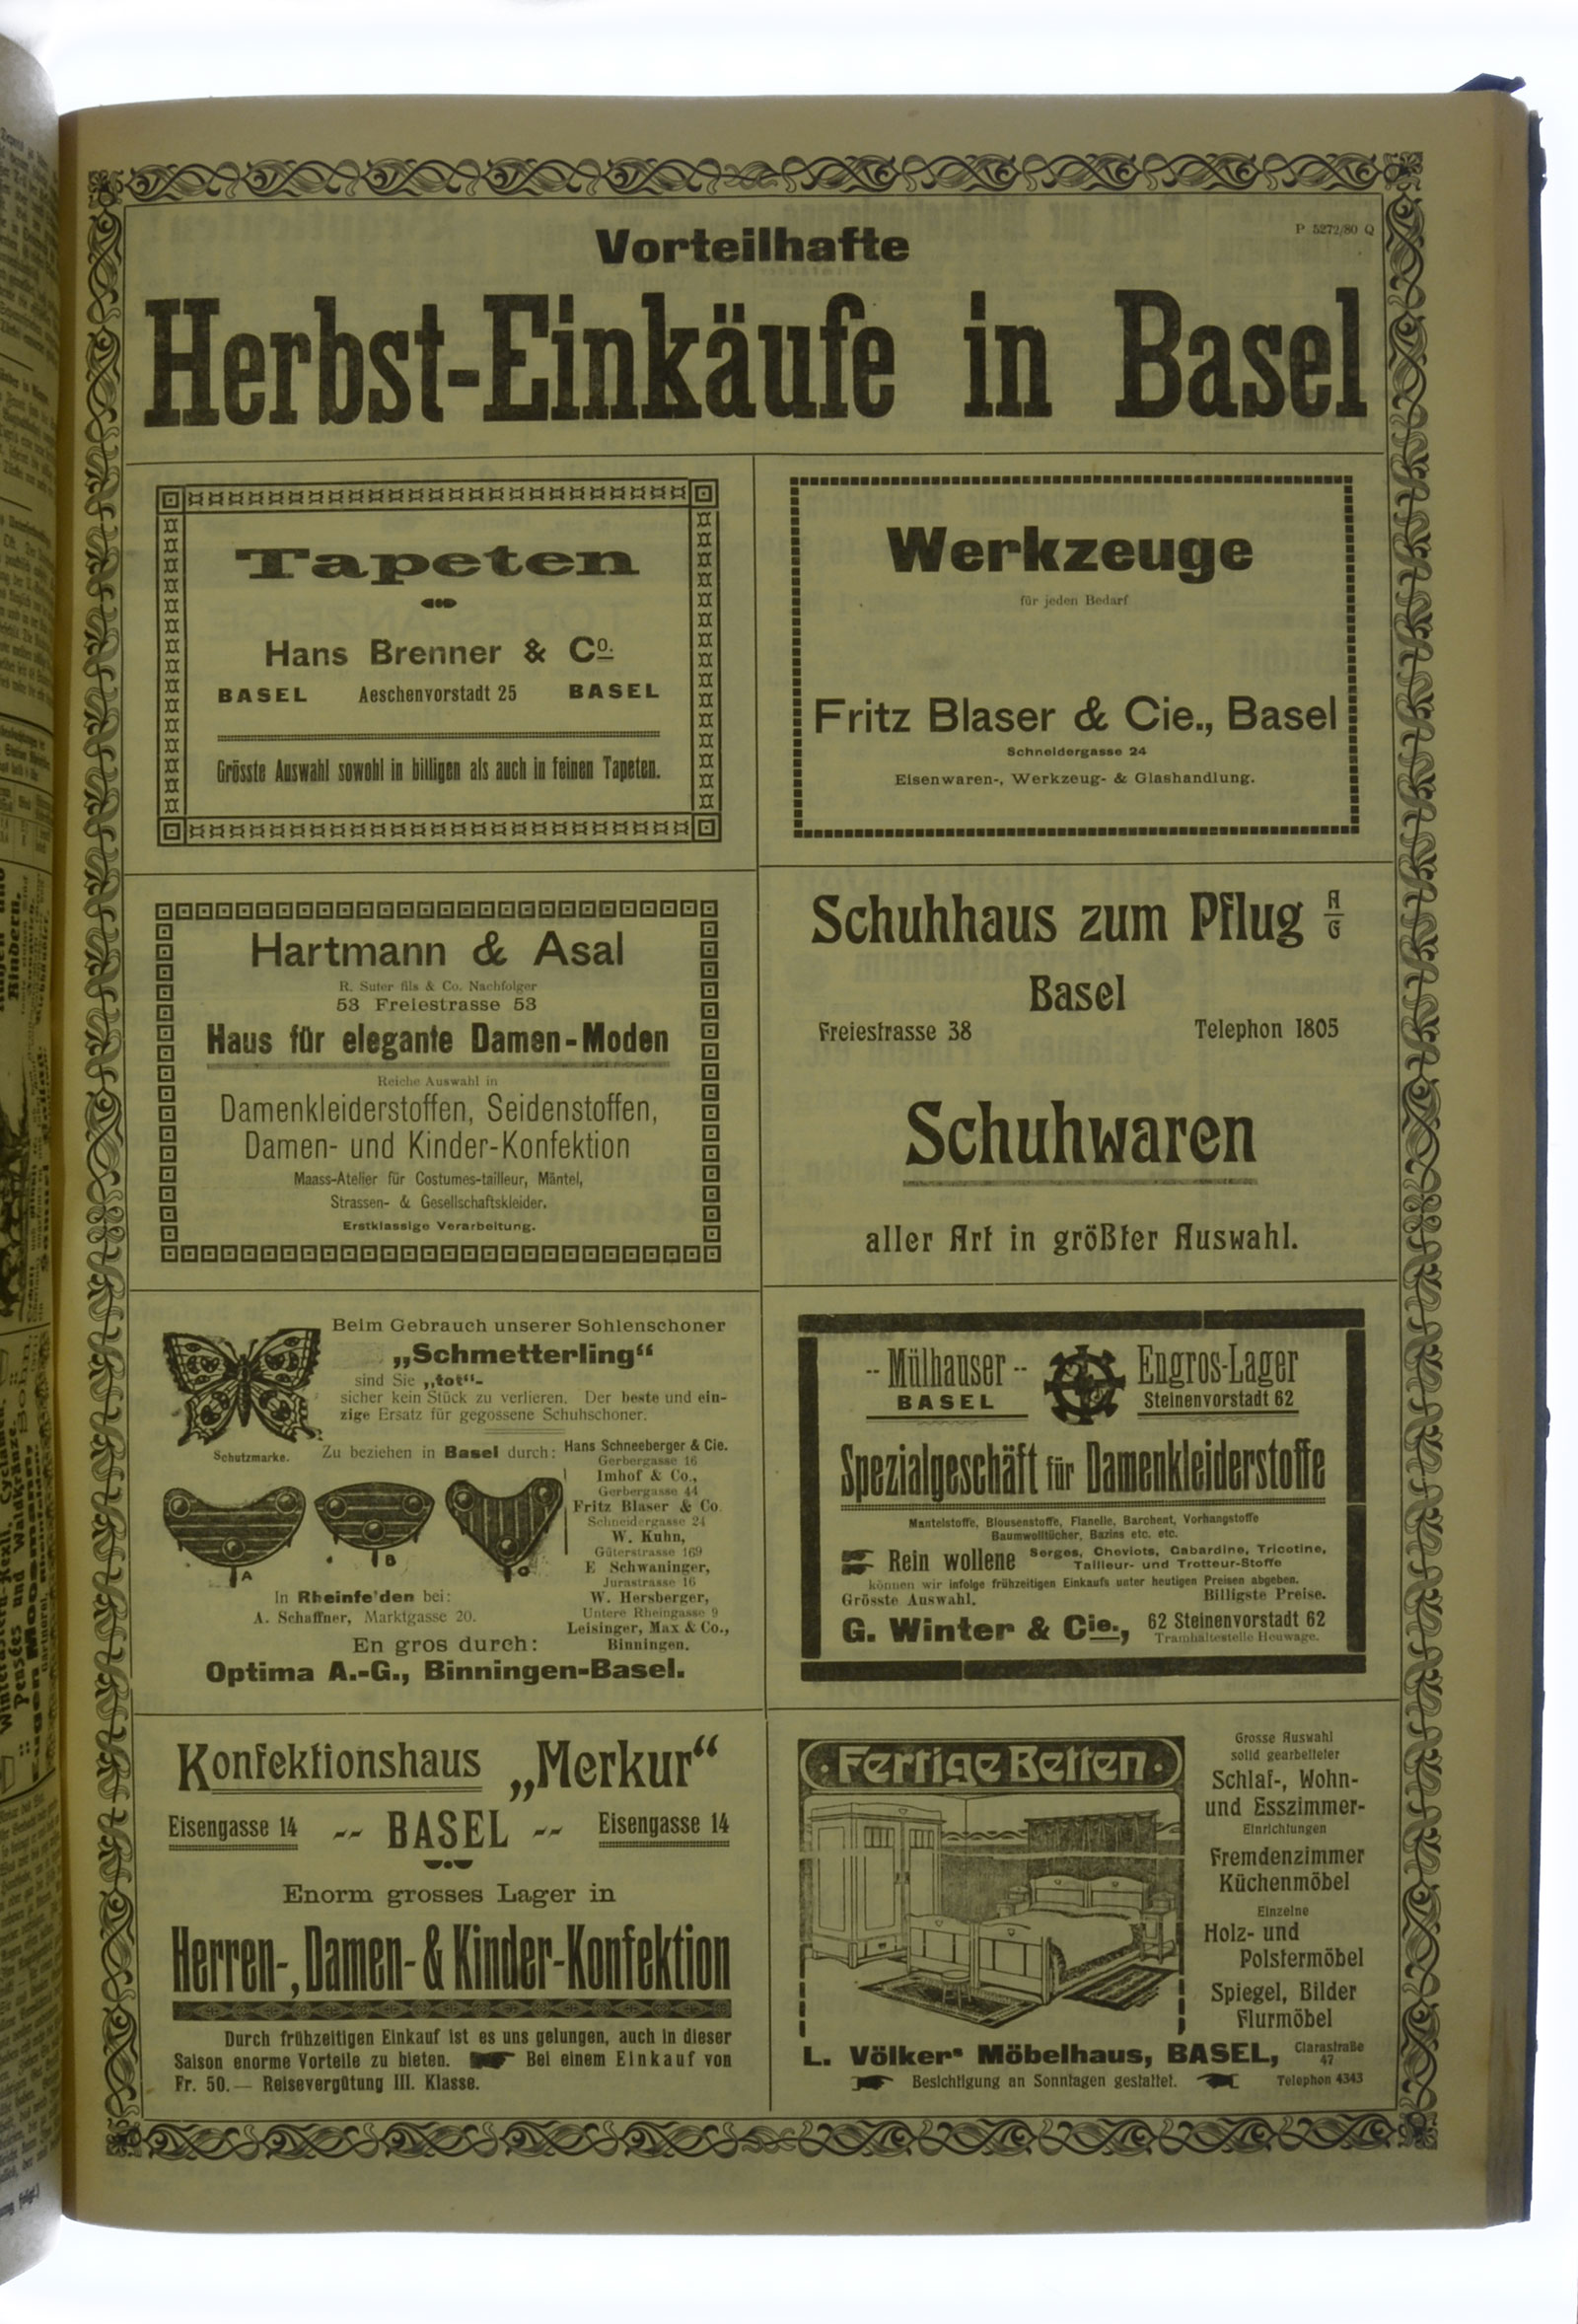 Vorteilhafte
P 5272/80 Q
Herbst-Einkäufe in Basel
Tapeten
Hans Brenner & Co.
BASEL Aeschenvorstadt 25 BASEL
Grösste Auswahl sowohl in billigen als auch in feinen Tapeten.
Werkzeuge
für jeden Bedarf
Fritz Blaser & Cie., Basel
Schneidergasse 24
Eisenwaren-, Werkzeug- & Glashandlung.
Hartmann & Asal
R. Suter fils & Co. Nachfolger
53 Freiestrasse 53
Haus für elegante Damen-Moden
Reiche Auswahl in
Damenkleiderstoffen, Seidenstoffen,
Damen- und Kinder-Konfektion
Maass-Atelier für Costumes-tailleur, Mäntel,
Strassen- & Gesellschaftskleider.
Erstklassige Verarbeitung.
Schuhhaus zum Pflug A G
Basel
Freiestrasse 38 Telephon 1805
Schuhwaren
aller Art in größter Auswahl.
Beim Gebrauch unserer Sohlenschoner
„Schmetterling“
sind Sie „tot“-
sicher kein Stück zu verlieren. Der beste und ein-
zige Ersatz für gegossene Schuhschoner.
Schutzmarke.
Zu beziehen in Basel durch: Hans Schneeberger & Cie.
Gerbergasse 16
Imhof & Co.,
Gerbergasse 44
Fritz Blaser & Co.
Schneidergasse 24
W. Kuhn,
Güterstrasse 169
E Schwaninger,
Jurastrasse 16
W. Hersberger,
Untere Rheingasse 9
Leisinger, Max & Co.,
Binningen.
A B C
In Rheinfe'den bei:
A. Schaffner, Marktgasse 20.
En gros durch:
Optima A.-G., Binningen-Basel.
Mülhauser Engros-Lager
BASEL Steinenvorstadt 62
Spezialgeschäft für Damenkleiderstoffe
Mantelstoffe, Blousenstoffe, Flanelle, Barchent, Vorhangstoffe
Baumwolltücher, Bazins etc. etc.
Rein wollene Serges, Cheviots, Gabardine, Tricotine,
Tailleur- und Trotteur-Stoffe
können wir infolge frühzeitigen Einkaufs unter heutigen Preisen abgeben.
Grösste Auswahl. Billigste Preise.
G. Winter & Cie., 62 Steinenvorstadt 62
Tramhaltestelle Heuwage.
Konfektionshaus „Merkur“
Eisengasse 14 -- BASEL -- Eisengasse 14
Enorm grosses Lager in
Herren-, Damen- & Kinder-Konfektion
Durch frühzeitigen Einkauf ist es uns gelungen, auch in dieser
Saison enorme Vorteile zu bieten. Bei einem Einkauf von
Fr. 50.— Reisevergütung III. Klasse.
Fertige Betten
Grosse Auswahl
solid gearbeiteter
Schlaf-, Wohn-
und Esszimmer-
Einrichtungen
Fremdenzimmer
Küchenmöbel
Einzelne
Holz- und
Polstermöbel
Spiegel, Bilder
Flurmöbel
L. Völkers Möbelhaus, BASEL, Clarastraße
47
Besichtigung an Sonntagen gestattet. Telephon 4343